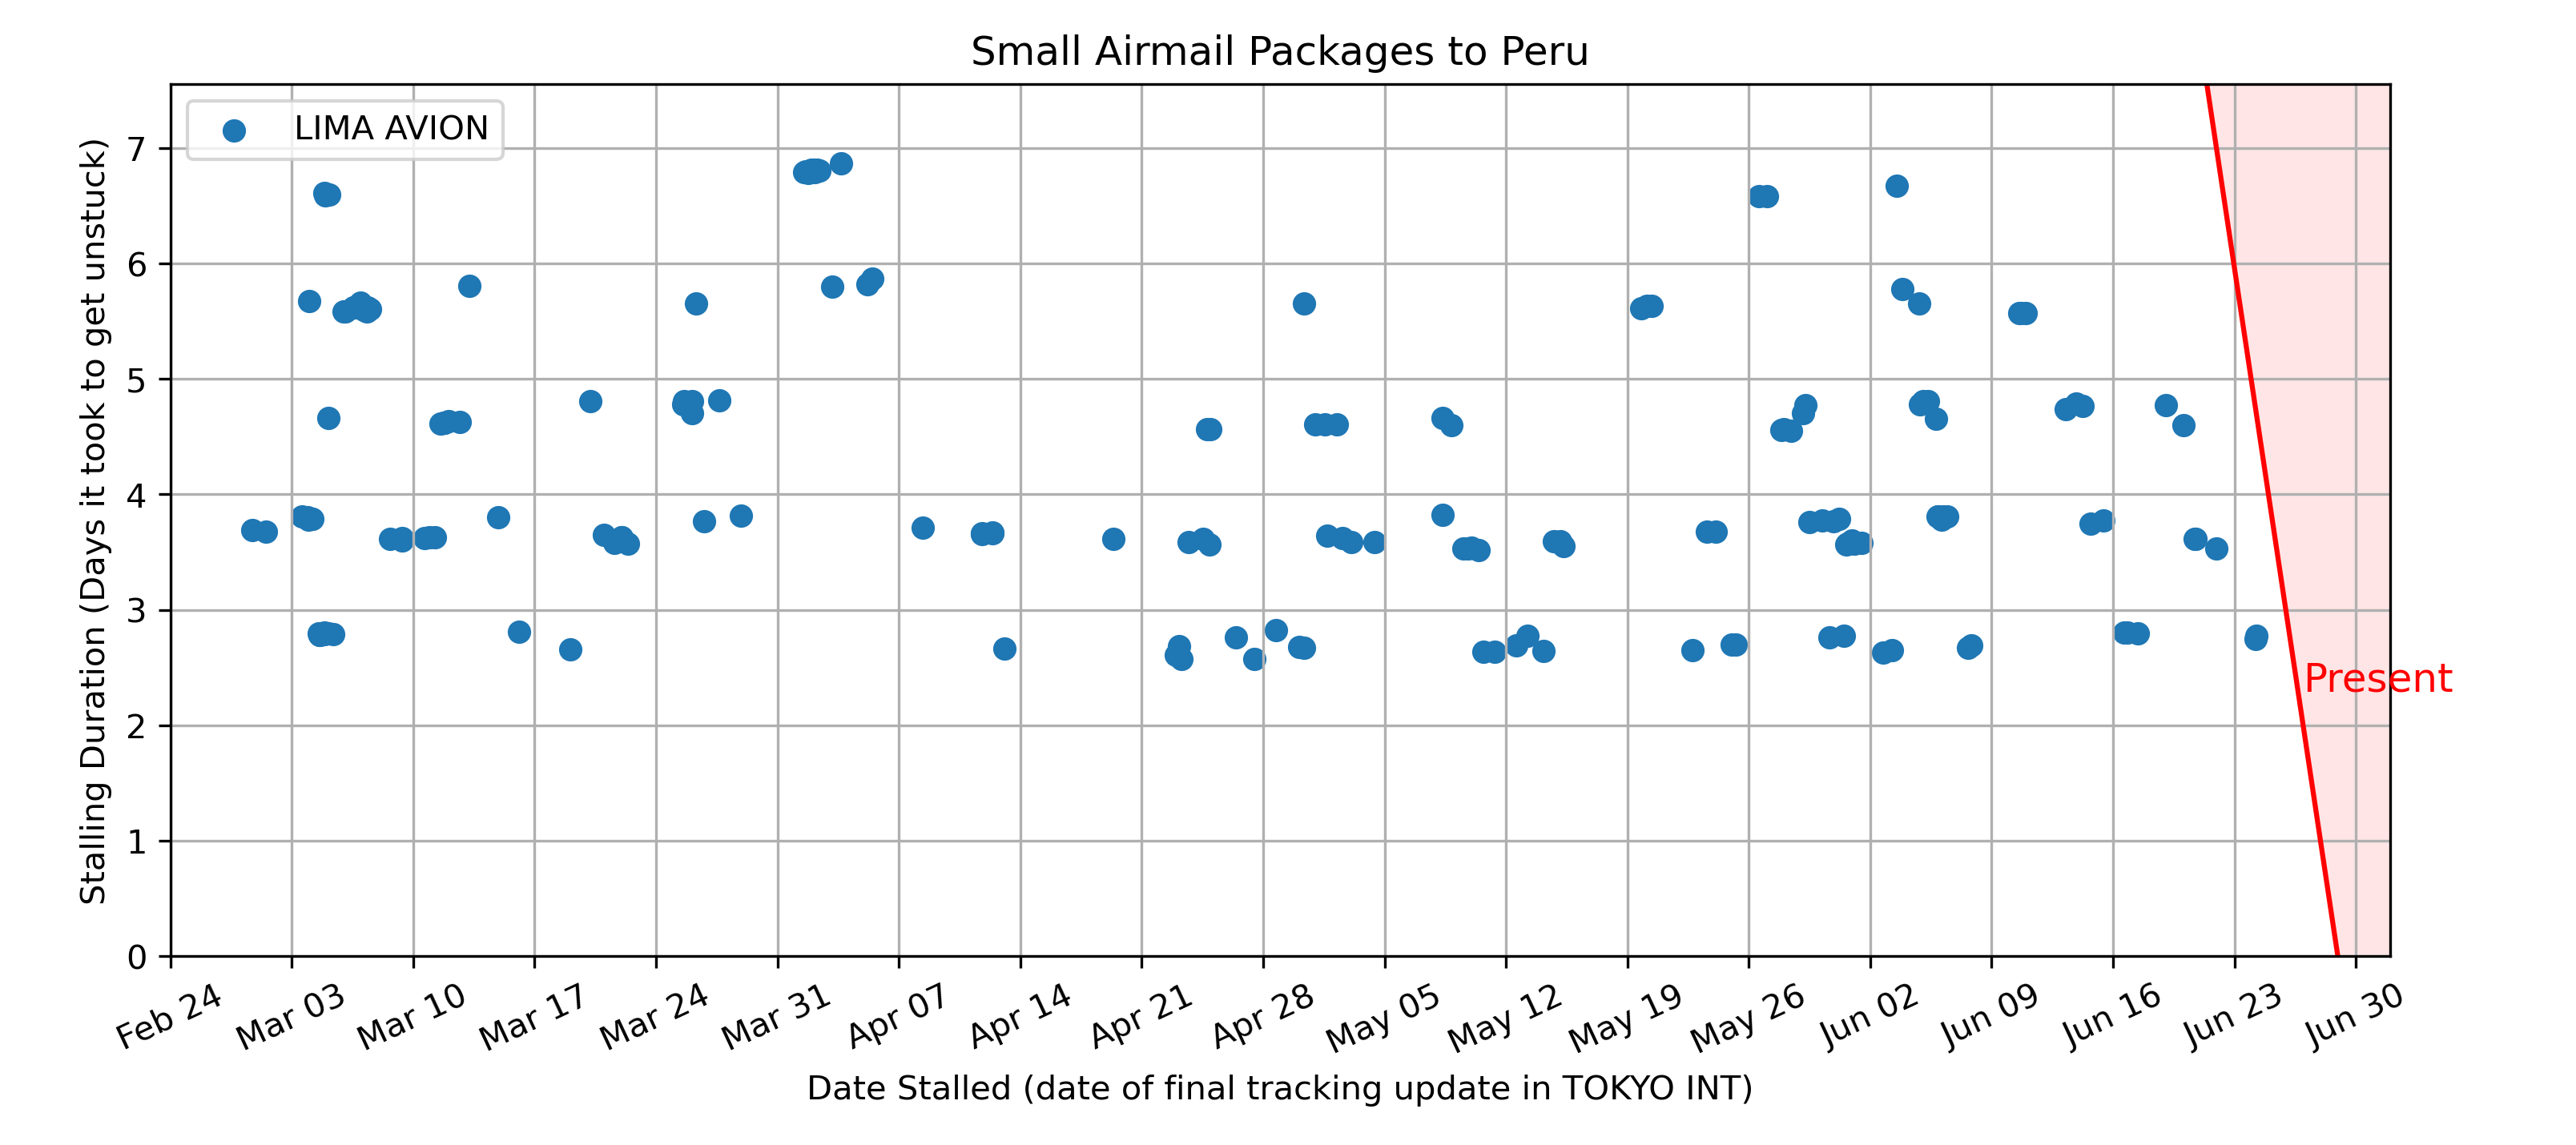 Small Airmail Packages to Peru
LIMA AVION
Stalling Duration (Days it took to get unstuck)
7
6
5
4
3
2
1
0
Present
Feb 24
Mar 03
Mar 10
Mar 17
Mar 24
Mar 31
Apr 07
Apr 14
Apr 21
Apr 28
May 05
May 12
May 19
May 26
Jun 02
Jun 09
Jun 16
Jun 23
Jun 30
Date Stalled (date of final tracking update in TOKYO INT)